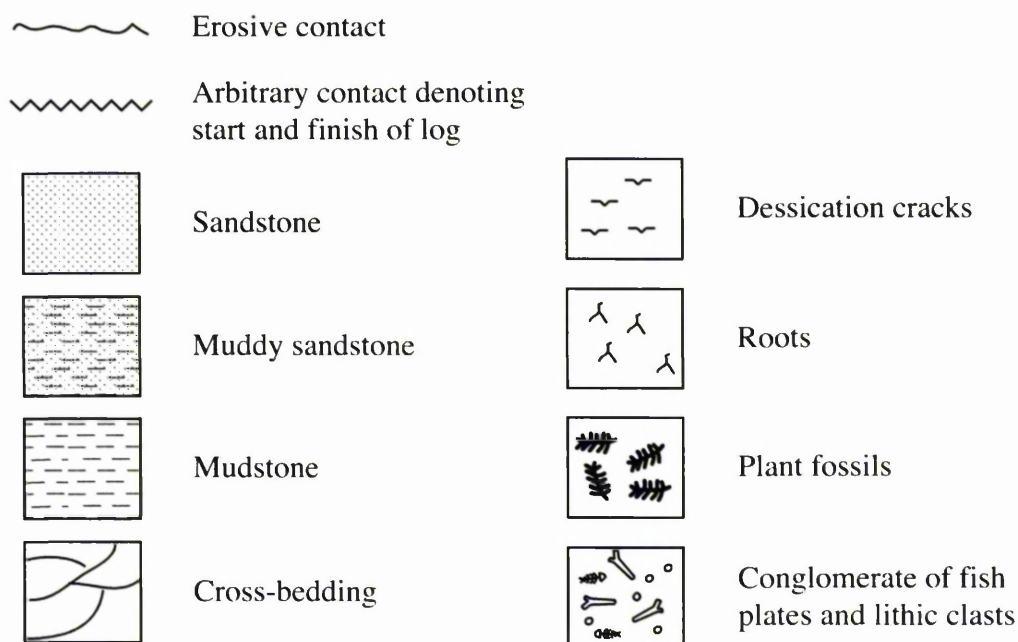 Erosive contact
Arbitrary contact denoting
start and finish of log
Sandstone
Muddy sandstone
Mudstone
Cross-bedding
Dessication cracks
Roots
Plant fossils
Conglomerate of fish
plates and lithic clasts